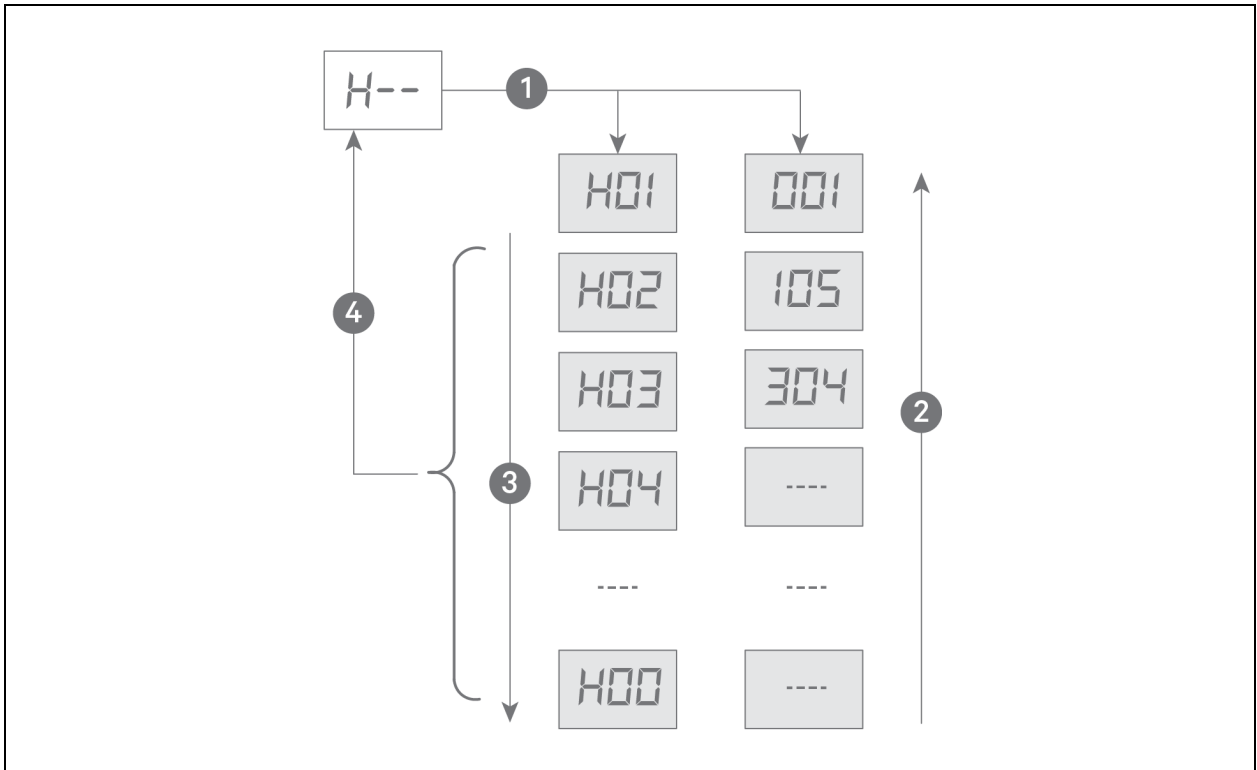 H--
1
H01 001
H02 105
4
H03 304
2
H04 ----
3
---- ----
H00 ----